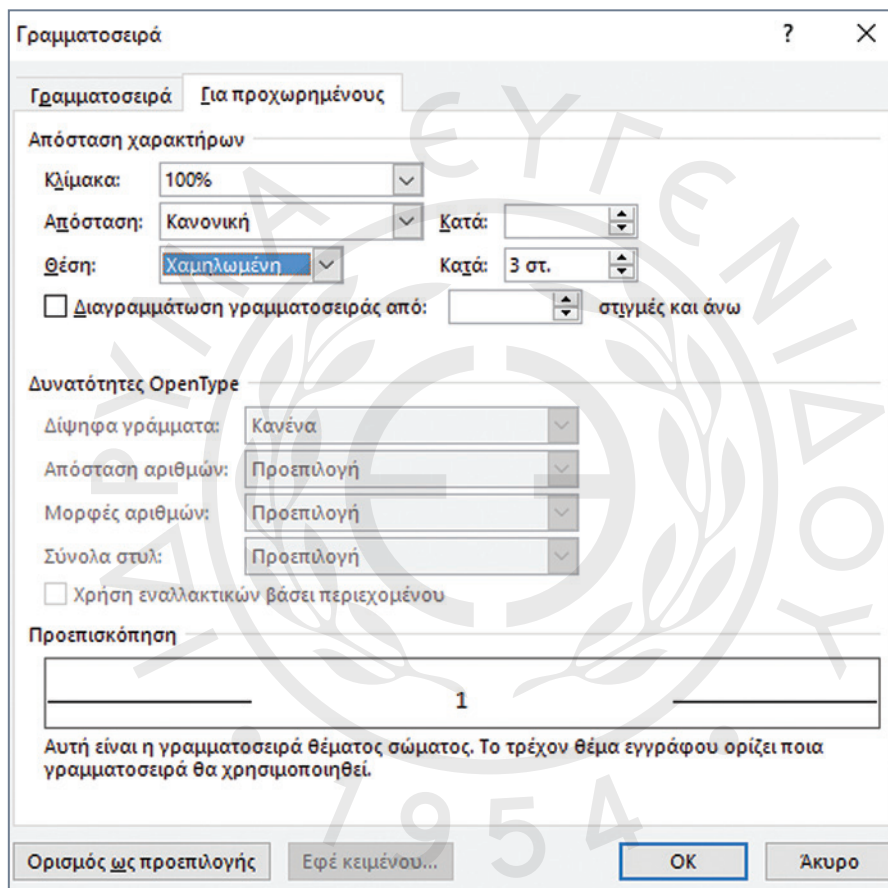 Γραμματοσειρά ?
Γραμματοσειρά Για προχωρημένους
Απόσταση χαρακτήρων
Κλίμακα: 100%
Απόσταση: Κανονική Κατά:
Θέση: Χαμηλωμένη Κατά: 3 στ.
Διαγραμμάτωση γραμματοσειράς από: στιγμές και άνω
Δυνατότητες OpenType
Δίψηφα γράμματα: Κανένα
Απόσταση αριθμών: Προεπιλογή
Μορφές αριθμών: Προεπιλογή
Σύνολα στυλ: Προεπιλογή
Χρήση εναλλακτικών βάσει περιεχομένου
Προεπισκόπηση
1
Αυτή είναι η γραμματοσειρά θέματος σώματος. Το τρέχον θέμα εγγράφου ορίζει ποια
γραμματοσειρά θα χρησιμοποιηθεί.
Ορισμός ως προεπιλογής Εφέ κειμένου... OK Άκυρο
ΙΔΡΥΜΑ ΕΥΓΕΝΙΔΟΥ
1954